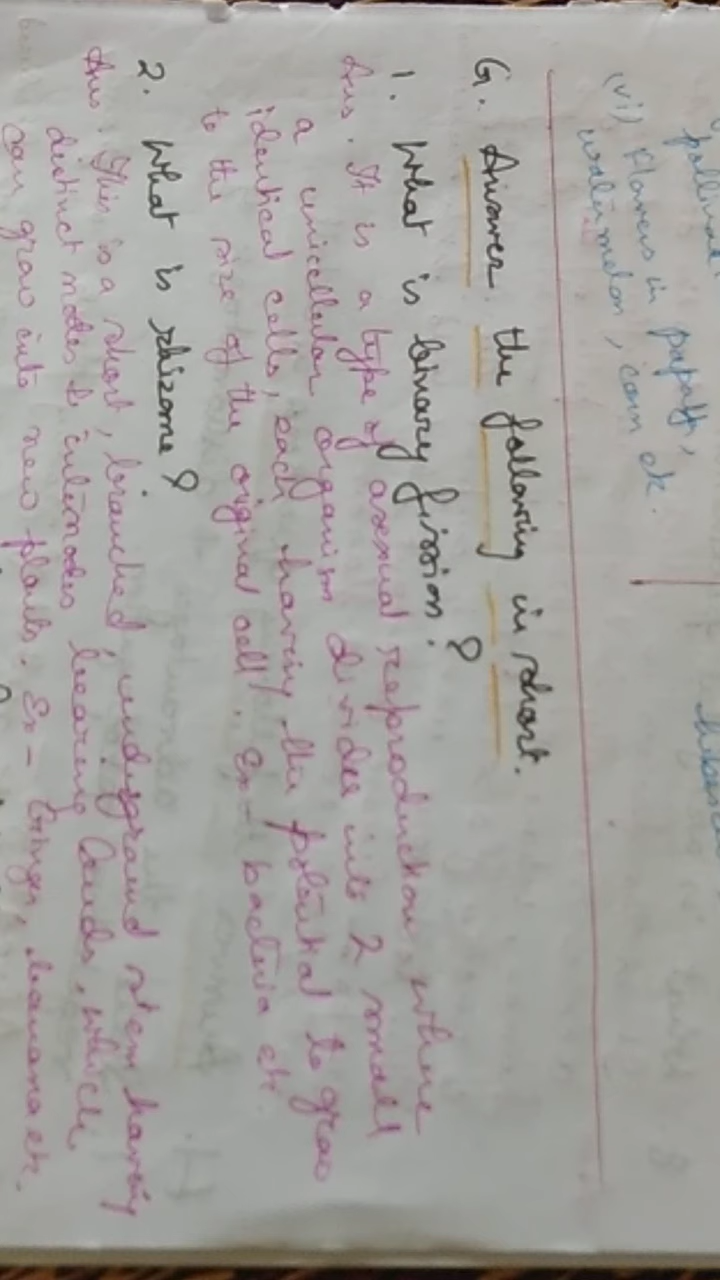 (vi) Flowers in papaya,
watermelon, corn etc.
G. Answer the following in short.
1. What is binary fission?
Ans. It is a type of asexual reproduction, where
a unicellular organism divides into 2 small
identical cells, each having the potential to grow
to the size of the original cell. Ex- bacteria etc.
2. What is rhizome?
Ans. This is a short, branched, underground stem having
distinct nodes & internodes bearing buds, which
can grow into new plants. Ex- Ginger, banana etc.